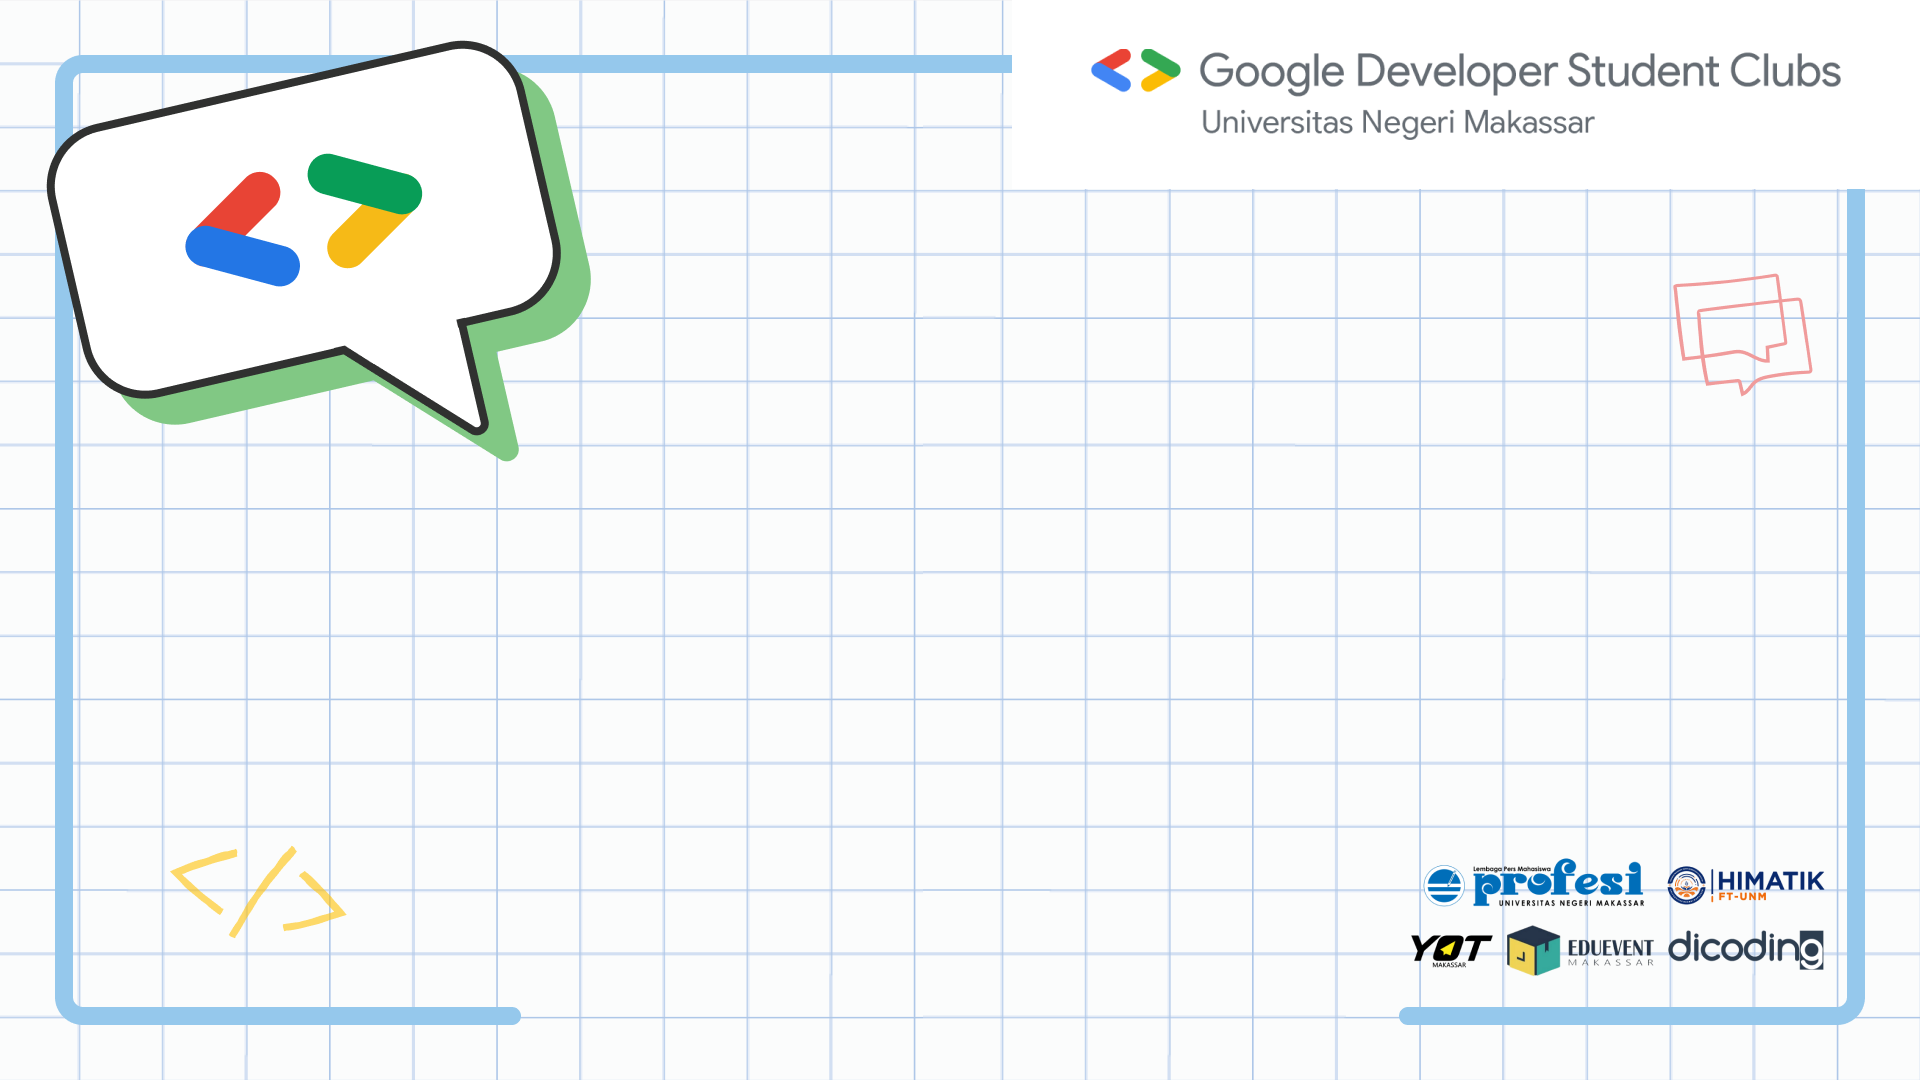 Google Developer Student Clubs
Universitas Negeri Makassar
</>
Lembaga Pers Mahasiswa
profesi
UNIVERSITAS NEGERI MAKASSAR
HIMATIK
FT-UNM
YOT
MAKASSAR
EDUEVENT
MAKASSAR
dicoding